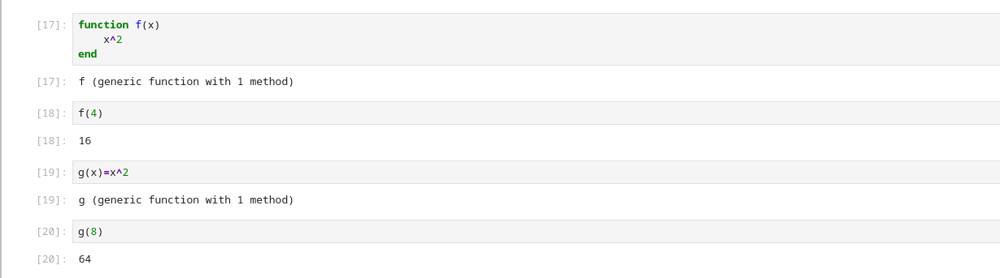 [17]: function f(x)
    x^2
end
[17]: f (generic function with 1 method)
[18]: f(4)
[18]: 16
[19]: g(x)=x^2
[19]: g (generic function with 1 method)
[20]: g(8)
[20]: 64